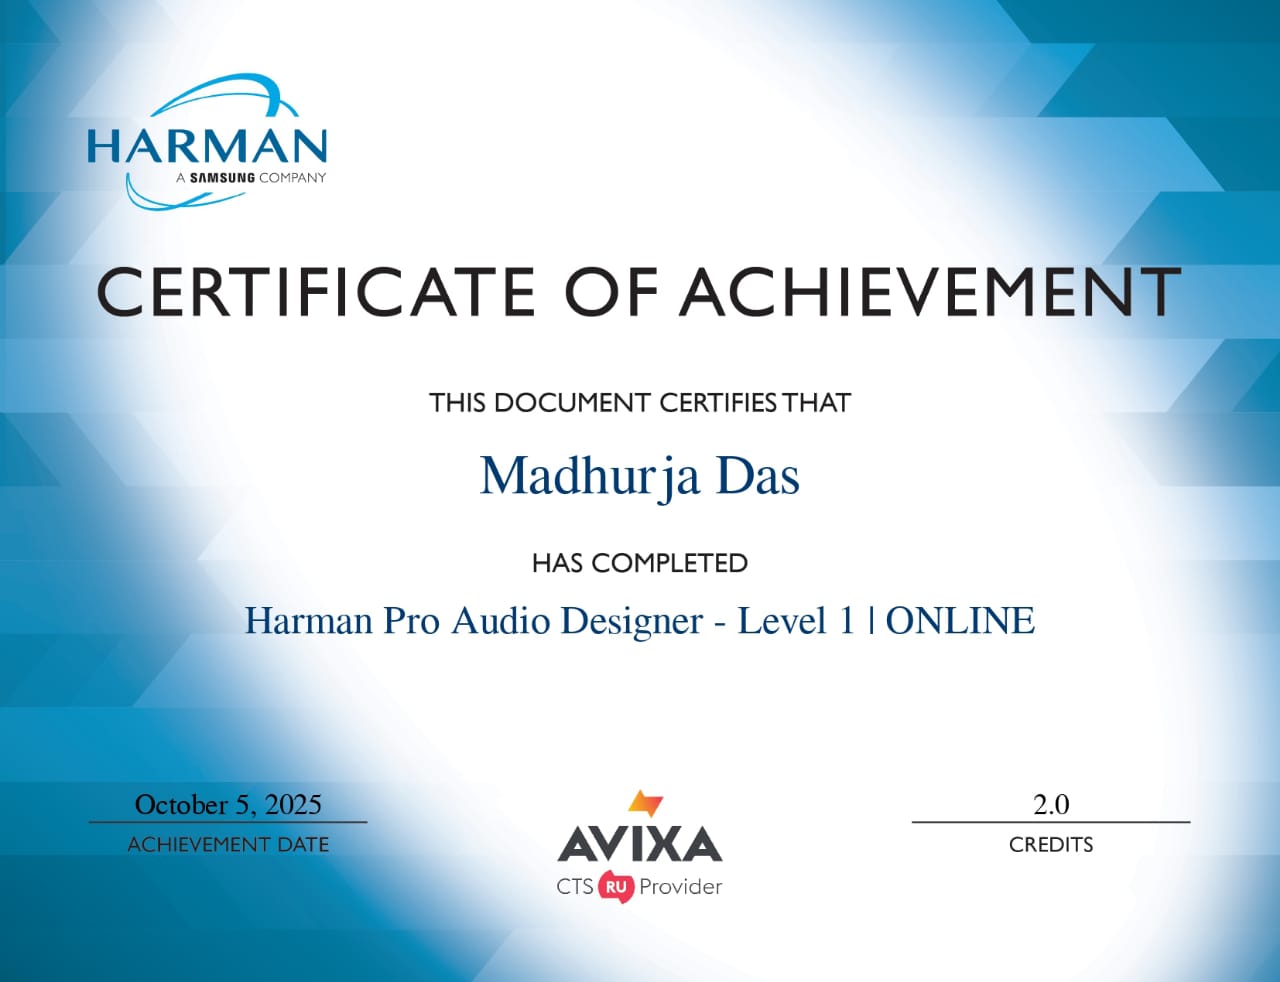 HARMAN
A SAMSUNG COMPANY
CERTIFICATE OF ACHIEVEMENT
THIS DOCUMENT CERTIFIES THAT
Madhurja Das
HAS COMPLETED
Harman Pro Audio Designer - Level 1 | ONLINE
October 5, 2025
ACHIEVEMENT DATE
AVIXA
CTS RU Provider
2.0
CREDITS